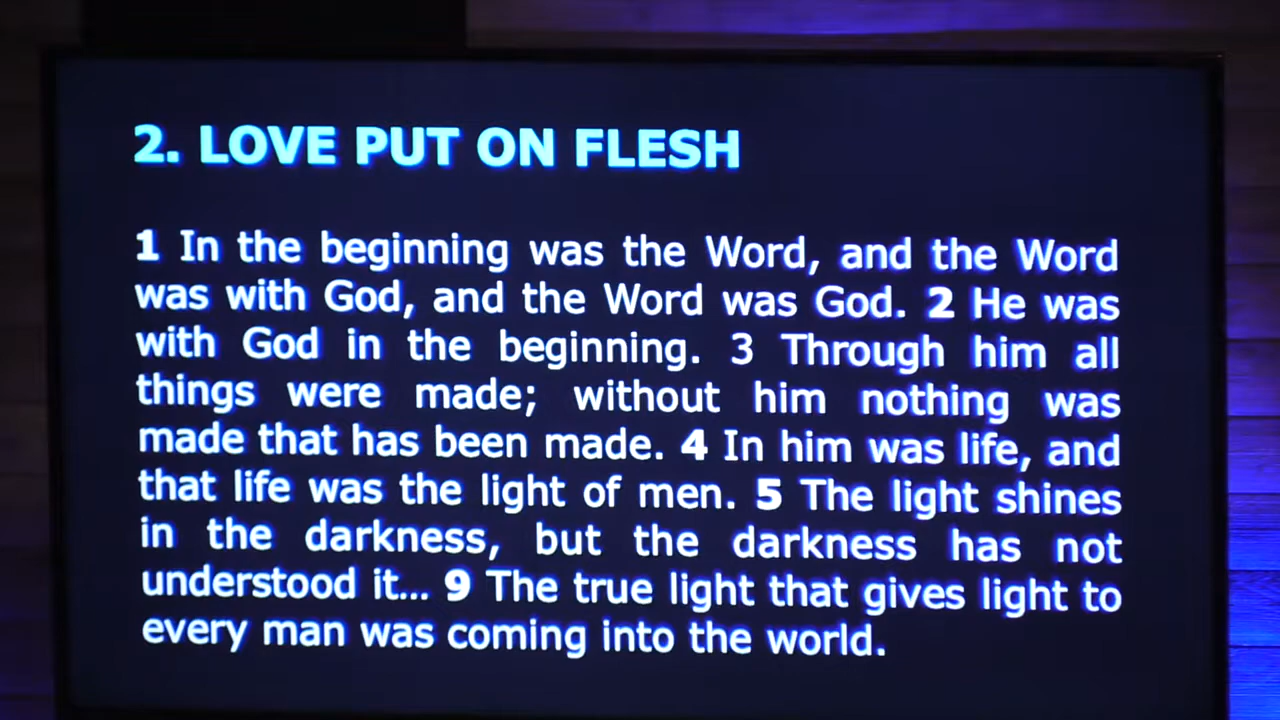 2. LOVE PUT ON FLESH
1 In the beginning was the Word, and the Word
was with God, and the Word was God. 2 He was
with God in the beginning. 3 Through him all
things were made; without him nothing was
made that has been made. 4 In him was life, and
that life was the light of men. 5 The light shines
in the darkness, but the darkness has not
understood it... 9 The true light that gives light to
every man was coming into the world.